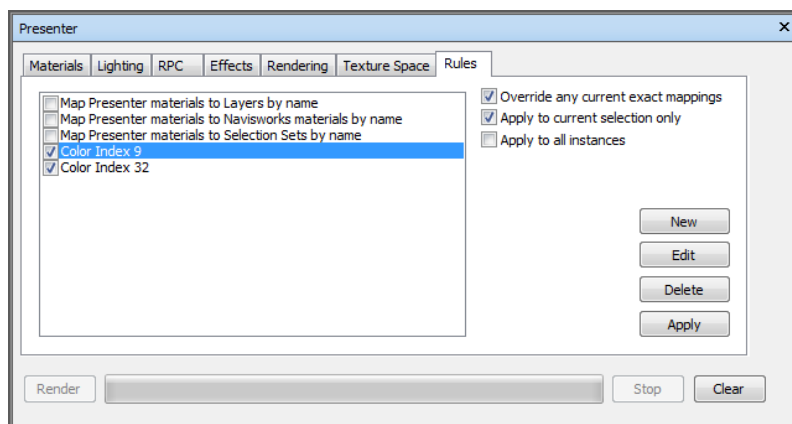 Presenter
Materials Lighting RPC Effects Rendering Texture Space Rules
Map Presenter materials to Layers by name
Map Presenter materials to Navisworks materials by name
Map Presenter materials to Selection Sets by name
Color Index 9
Color Index 32
Override any current exact mappings
Apply to current selection only
Apply to all instances
New
Edit
Delete
Apply
Render Stop Clear